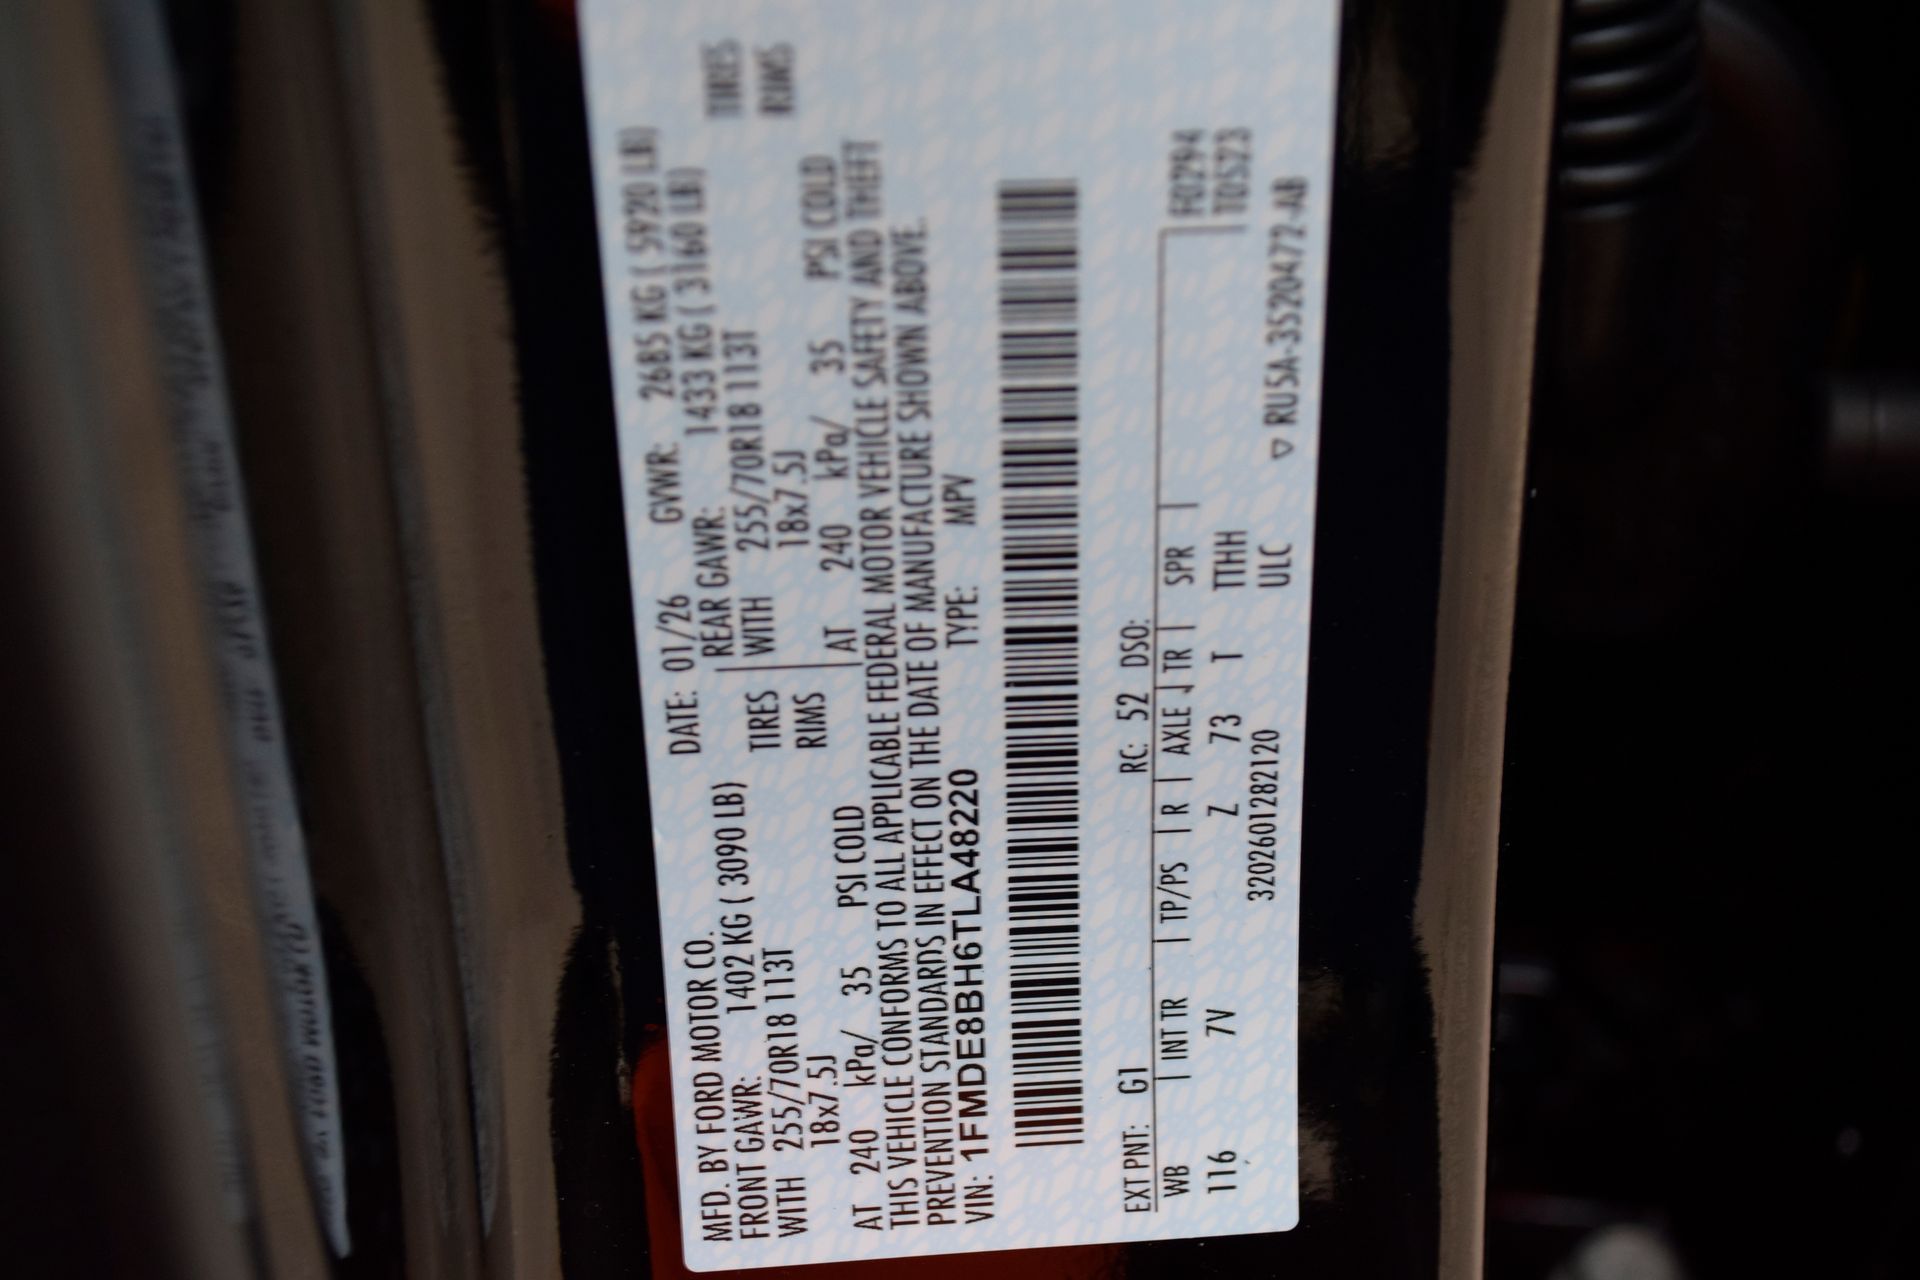 MFD. BY FORD MOTOR CO. DATE: 01/26 GVWR: 2685 KG ( 5920 LB)
FRONT GAWR: 1402 KG ( 3090 LB) REAR GAWR: 1433 KG ( 3160 LB)
WITH 255/70R18 113T TIRES WITH 255/70R18 113T TIRES
18x7.5J RIMS 18x7.5J RIMS
AT 240 kPa/ 35 PSI COLD AT 240 kPa/ 35 PSI COLD
THIS VEHICLE CONFORMS TO ALL APPLICABLE FEDERAL MOTOR VEHICLE SAFETY AND THEFT
PREVENTION STANDARDS IN EFFECT ON THE DATE OF MANUFACTURE SHOWN ABOVE.
VIN: 1FMDE8BH6TLA48220 TYPE: MPV
EXT PNT: G1 RC: 52 DSO:
WB | INT TR | TP/PS | R | AXLE | TR | SPR | F0294
116 7V Z 73 T TTHH T0523
3202601282120 ULC
▽ RU5A-3520472-AB